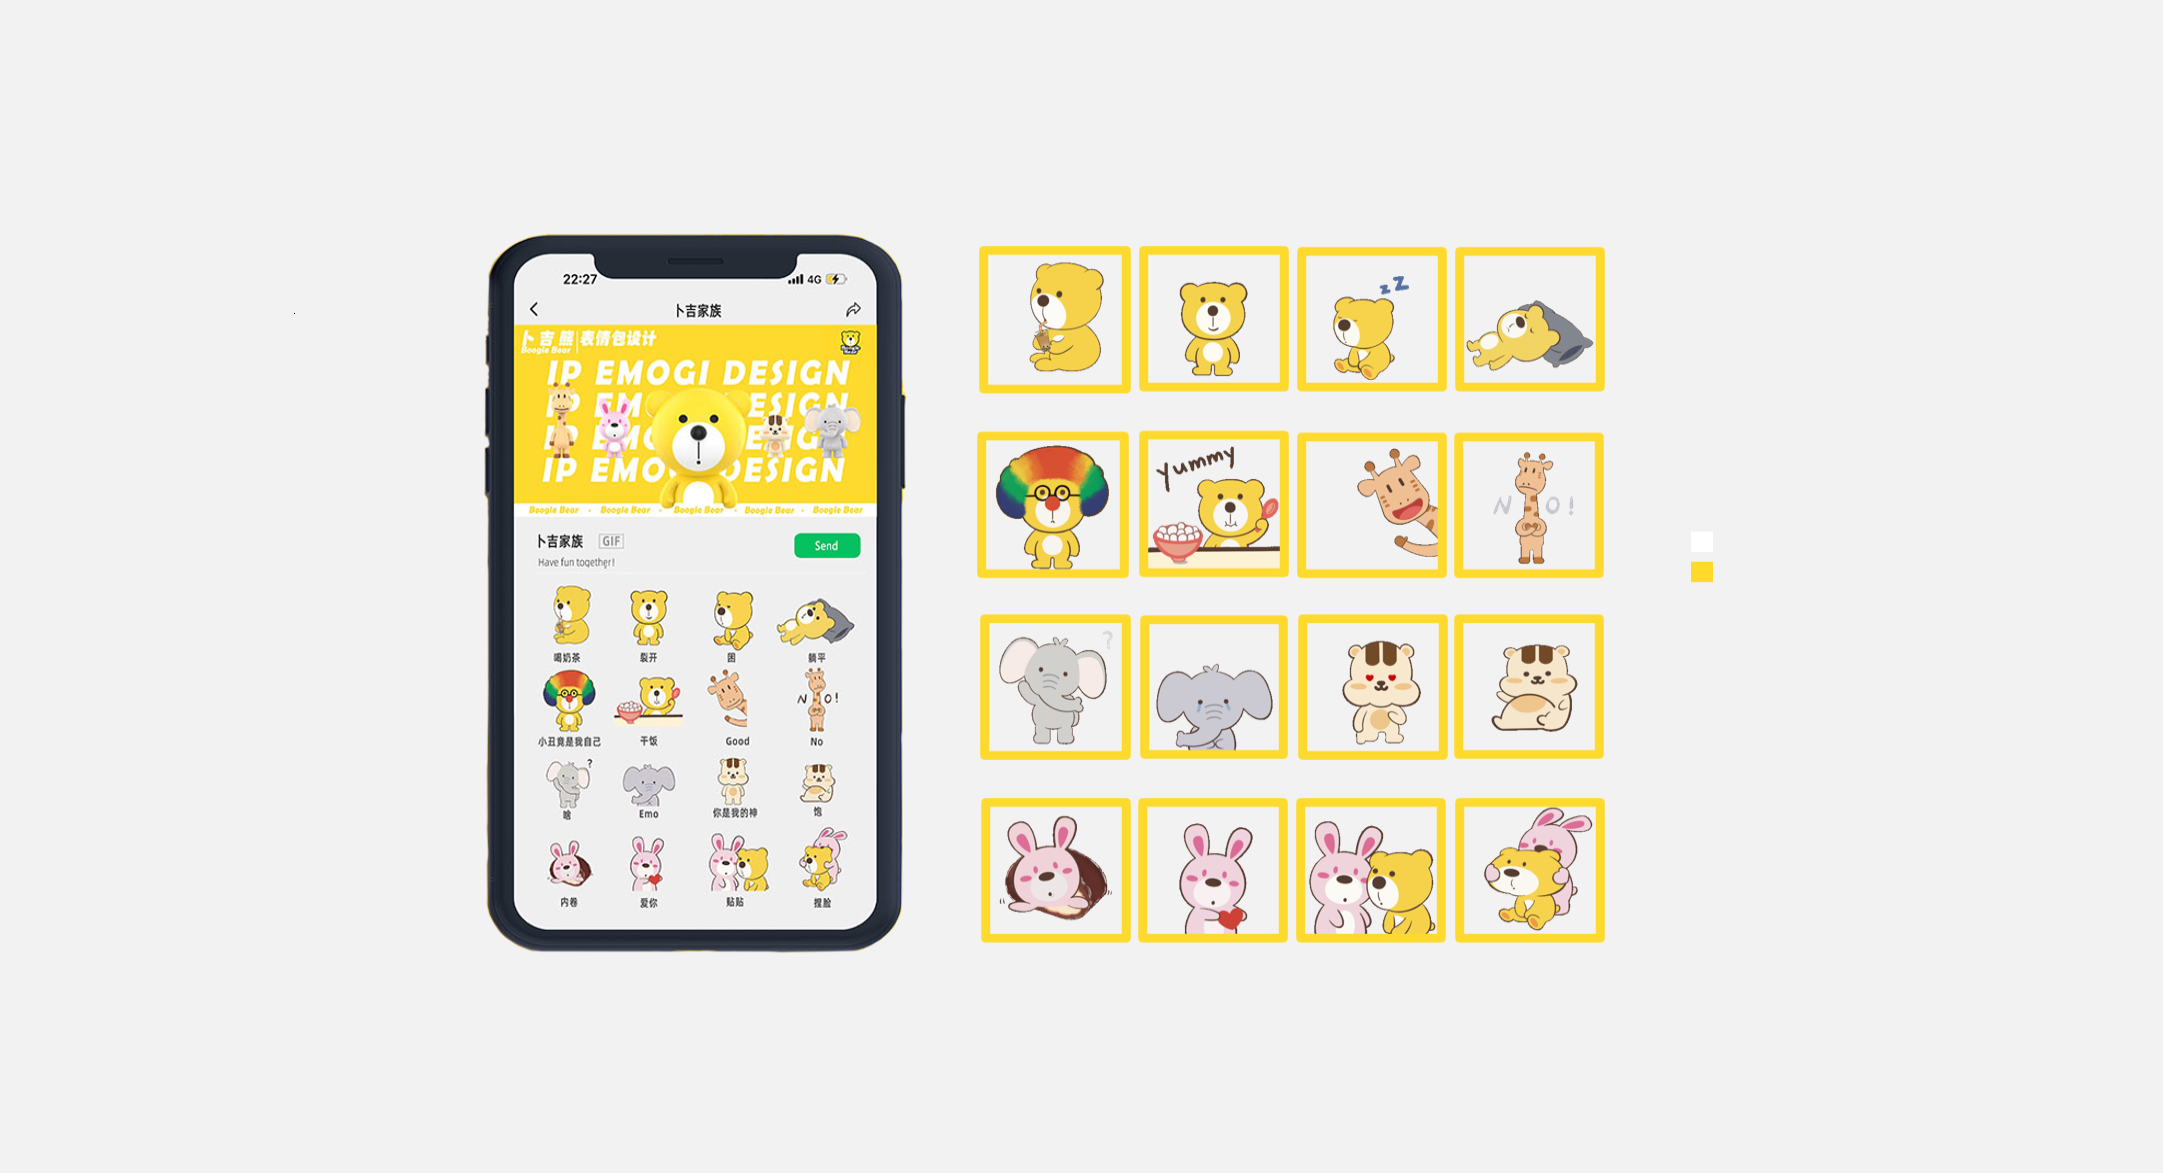 22:27 4G
卜吉家族
卜吉熊 表情包设计
Boogie Bear
IP EMOGI DESIGN
IP EM ESIGN
IP EMO DESIGN
IP EMO DESIGN
Boogie Bear · Boogie Bear · Boogie Bear · Boogie Bear · Boogie Bear
卜吉家族 GIF Send
Have fun together!
喝奶茶 裂开 困 躺平
NO!
小丑竟是我自己 干饭 Good No
?
啥 Emo 你是我的神 饱
内卷 爱你 贴贴 捏脸
zZ
Yummy
NO!
?